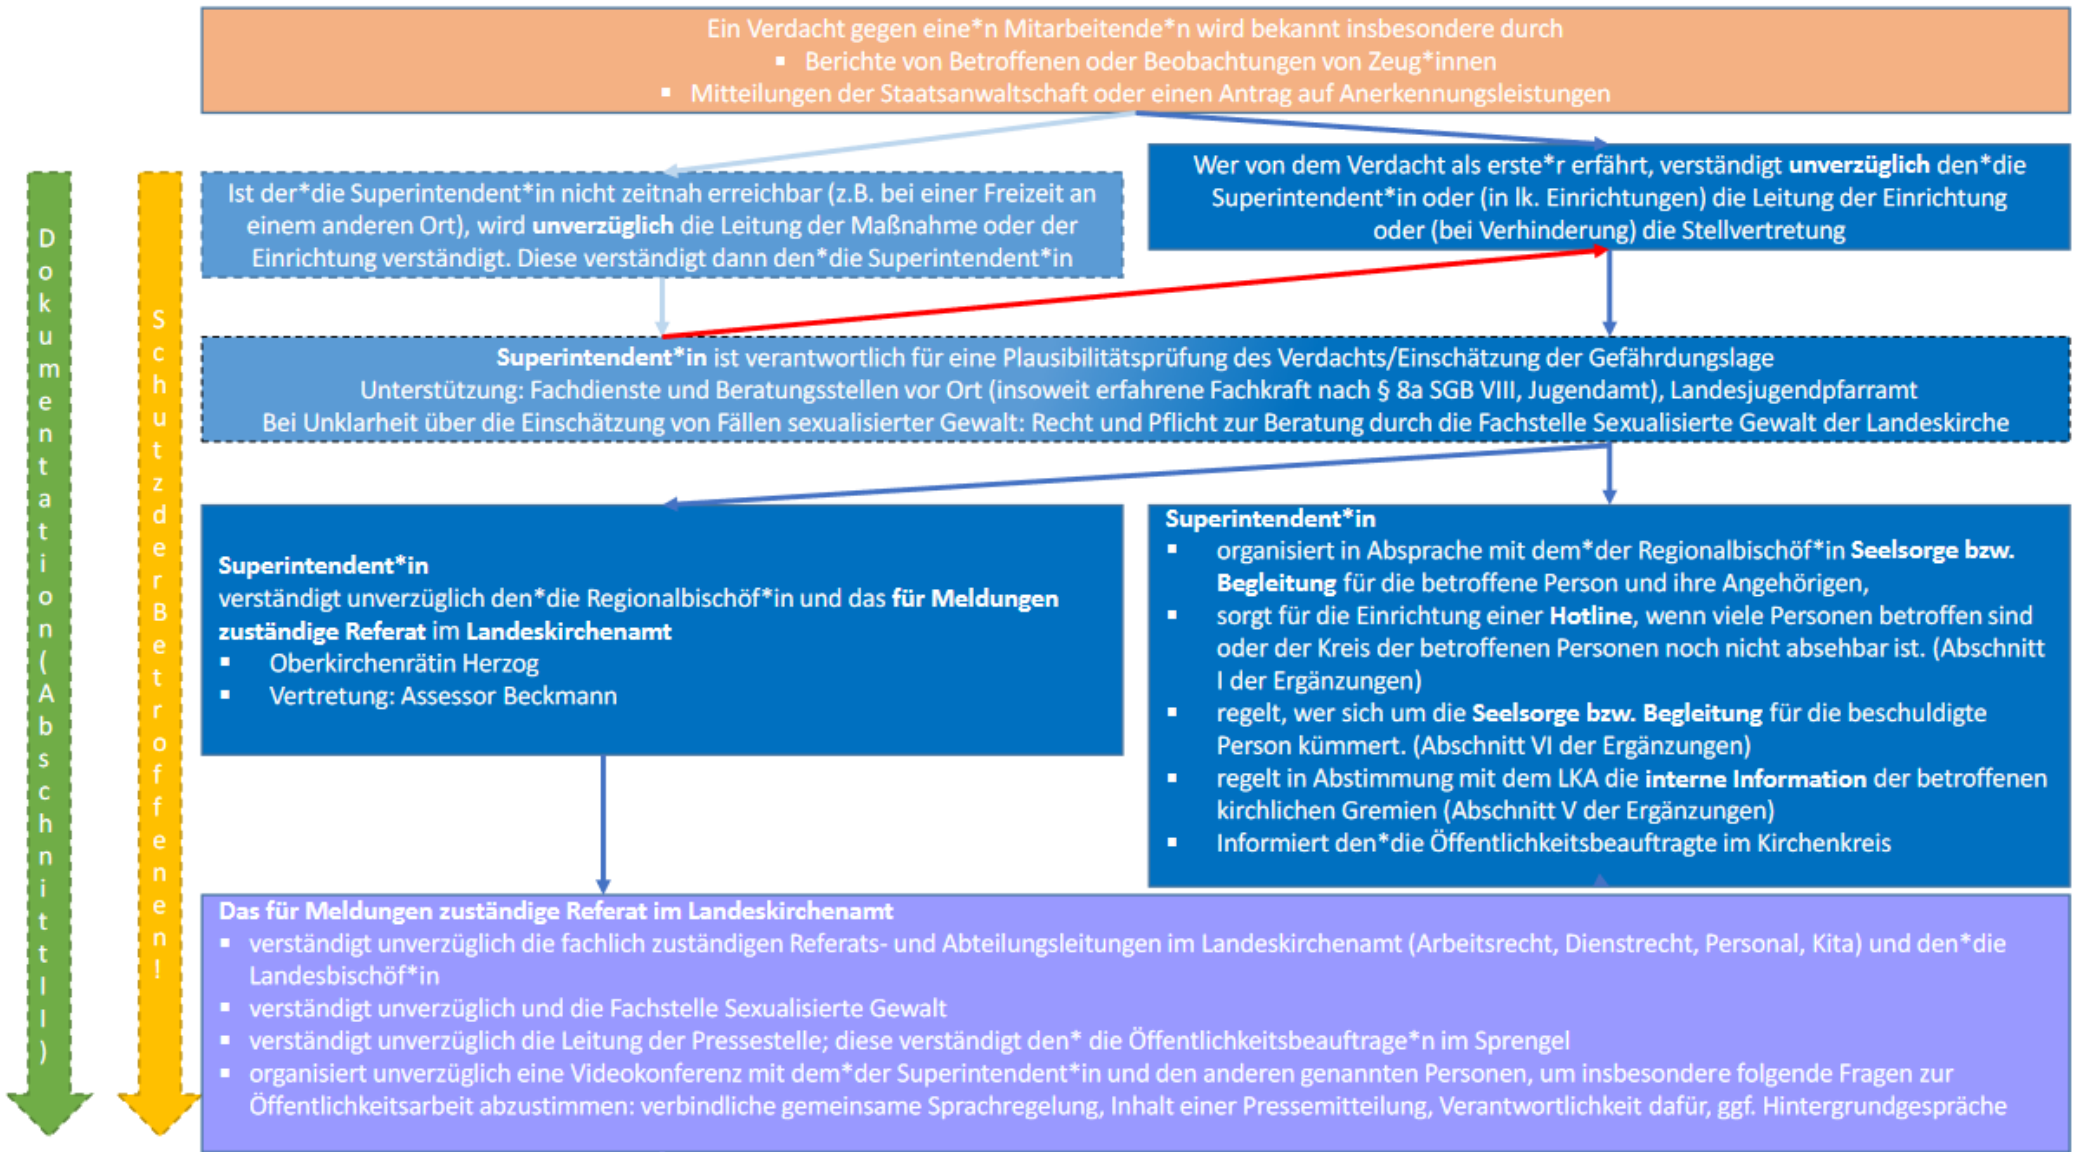 Ein Verdacht gegen eine*n Mitarbeitende*n wird bekannt insbesondere durch
▪ Berichte von Betroffenen oder Beobachtungen von Zeug*innen
▪ Mitteilungen der Staatsanwaltschaft oder einen Antrag auf Anerkennungsleistungen
Dokumentation (Abschnitt II)
Schutz der Betroffenen!
Ist der*die Superintendent*in nicht zeitnah erreichbar (z.B. bei einer Freizeit an
einem anderen Ort), wird unverzüglich die Leitung der Maßnahme oder der
Einrichtung verständigt. Diese verständigt dann den*die Superintendent*in
Wer von dem Verdacht als erste*r erfährt, verständigt unverzüglich den*die
Superintendent*in oder (in lk. Einrichtungen) die Leitung der Einrichtung
oder (bei Verhinderung) die Stellvertretung
Superintendent*in ist verantwortlich für eine Plausibilitätsprüfung des Verdachts/Einschätzung der Gefährdungslage
Unterstützung: Fachdienste und Beratungsstellen vor Ort (insoweit erfahrene Fachkraft nach § 8a SGB VIII, Jugendamt), Landesjugendpfarramt
Bei Unklarheit über die Einschätzung von Fällen sexualisierter Gewalt: Recht und Pflicht zur Beratung durch die Fachstelle Sexualisierte Gewalt der Landeskirche
Superintendent*in
verständigt unverzüglich den*die Regionalbischöf*in und das für Meldungen
zuständige Referat im Landeskirchenamt
▪ Oberkirchenrätin Herzog
▪ Vertretung: Assessor Beckmann
Superintendent*in
▪ organisiert in Absprache mit dem*der Regionalbischöf*in Seelsorge bzw.
Begleitung für die betroffene Person und ihre Angehörigen,
▪ sorgt für die Einrichtung einer Hotline, wenn viele Personen betroffen sind
oder der Kreis der betroffenen Personen noch nicht absehbar ist. (Abschnitt
I der Ergänzungen)
▪ regelt, wer sich um die Seelsorge bzw. Begleitung für die beschuldigte
Person kümmert. (Abschnitt VI der Ergänzungen)
▪ regelt in Abstimmung mit dem LKA die interne Information der betroffenen
kirchlichen Gremien (Abschnitt V der Ergänzungen)
▪ Informiert den*die Öffentlichkeitsbeauftragte im Kirchenkreis
Das für Meldungen zuständige Referat im Landeskirchenamt
▪ verständigt unverzüglich die fachlich zuständigen Referats- und Abteilungsleitungen im Landeskirchenamt (Arbeitsrecht, Dienstrecht, Personal, Kita) und den*die
Landesbischöf*in
▪ verständigt unverzüglich und die Fachstelle Sexualisierte Gewalt
▪ verständigt unverzüglich die Leitung der Pressestelle; diese verständigt den* die Öffentlichkeitsbeauftrage*n im Sprengel
▪ organisiert unverzüglich eine Videokonferenz mit dem*der Superintendent*in und den anderen genannten Personen, um insbesondere folgende Fragen zur
Öffentlichkeitsarbeit abzustimmen: verbindliche gemeinsame Sprachregelung, Inhalt einer Pressemitteilung, Verantwortlichkeit dafür, ggf. Hintergrundgespräche